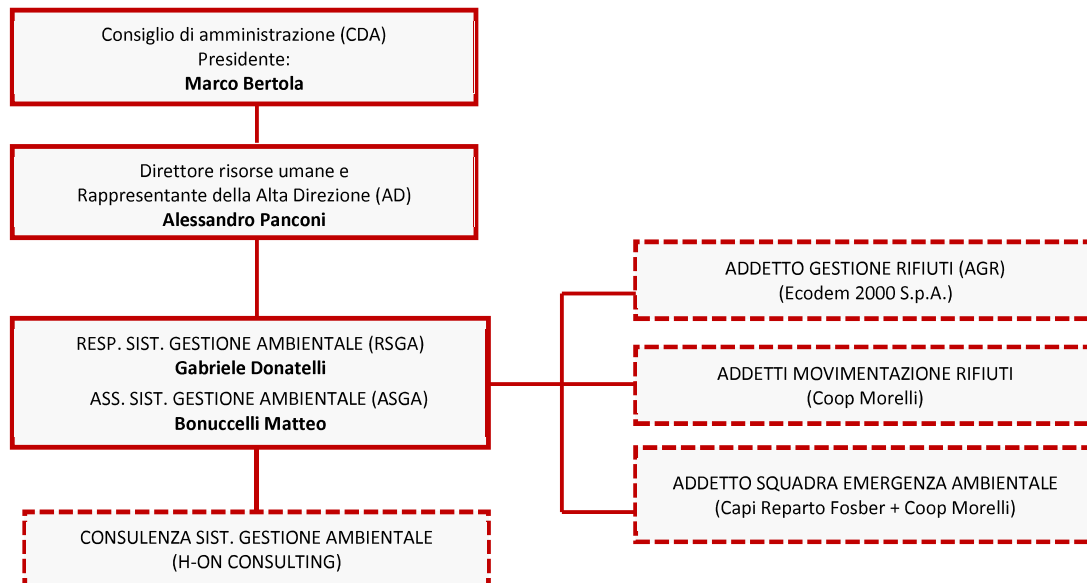 Consiglio di amministrazione (CDA)
Presidente:
Marco Bertola
Direttore risorse umane e
Rappresentante della Alta Direzione (AD)
Alessandro Panconi
RESP. SIST. GESTIONE AMBIENTALE (RSGA)
Gabriele Donatelli
ASS. SIST. GESTIONE AMBIENTALE (ASGA)
Bonuccelli Matteo
CONSULENZA SIST. GESTIONE AMBIENTALE
(H-ON CONSULTING)
ADDETTO GESTIONE RIFIUTI (AGR)
(Ecodem 2000 S.p.A.)
ADDETTI MOVIMENTAZIONE RIFIUTI
(Coop Morelli)
ADDETTO SQUADRA EMERGENZA AMBIENTALE
(Capi Reparto Fosber + Coop Morelli)